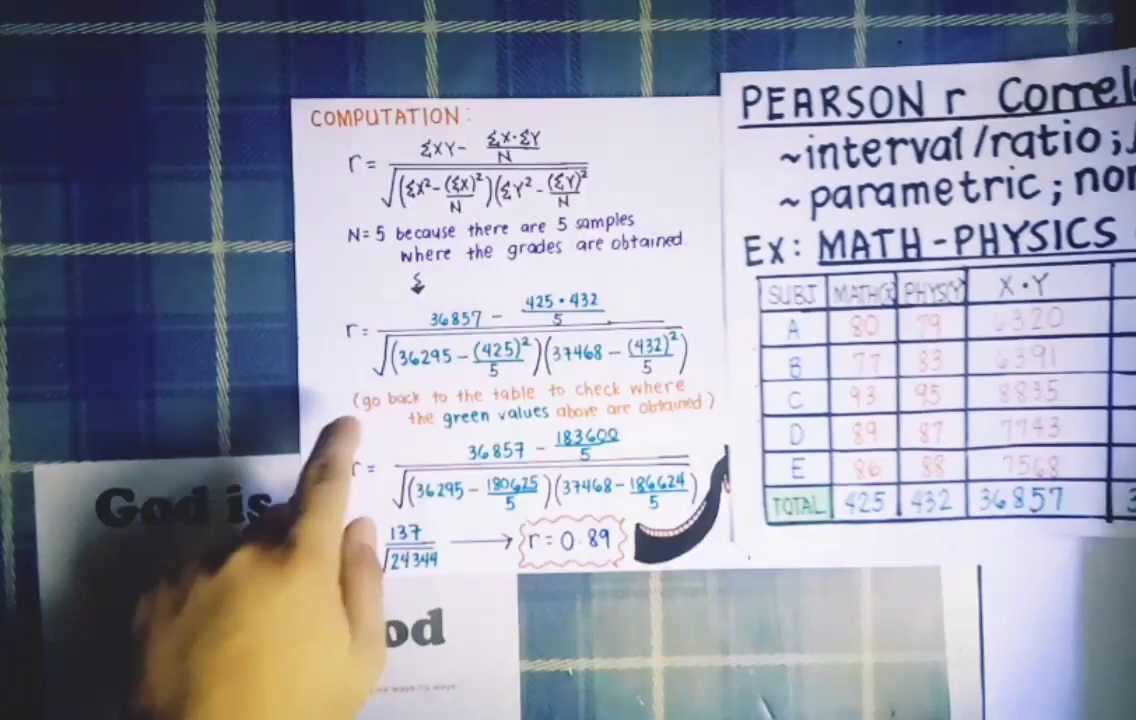 COMPUTATION:
r = ΣXY - ΣX·ΣY/N / √(ΣX² - (ΣX)²/N)(ΣY² - (ΣY)²/N)
N = 5 because there are 5 samples
where the grades are obtained
r = 36857 - 425 · 432/5 / √(36295 - (425)²/5)(37468 - (432)²/5)
(go back to the table to check where
the green values above are obtained)
r = 36857 - 183600/5 / √(36295 - 180625/5)(37468 - 186624/5)
137/√24344 → r = 0.89
PEARSON r Correl
~interval/ratio;
~parametric; non
Ex: MATH - PHYSICS
SUBJ MATH(X) PHYS(Y) X·Y
A 80 79 6320
B 77 83 6391
C 93 95 8835
D 89 87 7743
E 86 88 7568
TOTAL 425 432 36857 3
God is
od